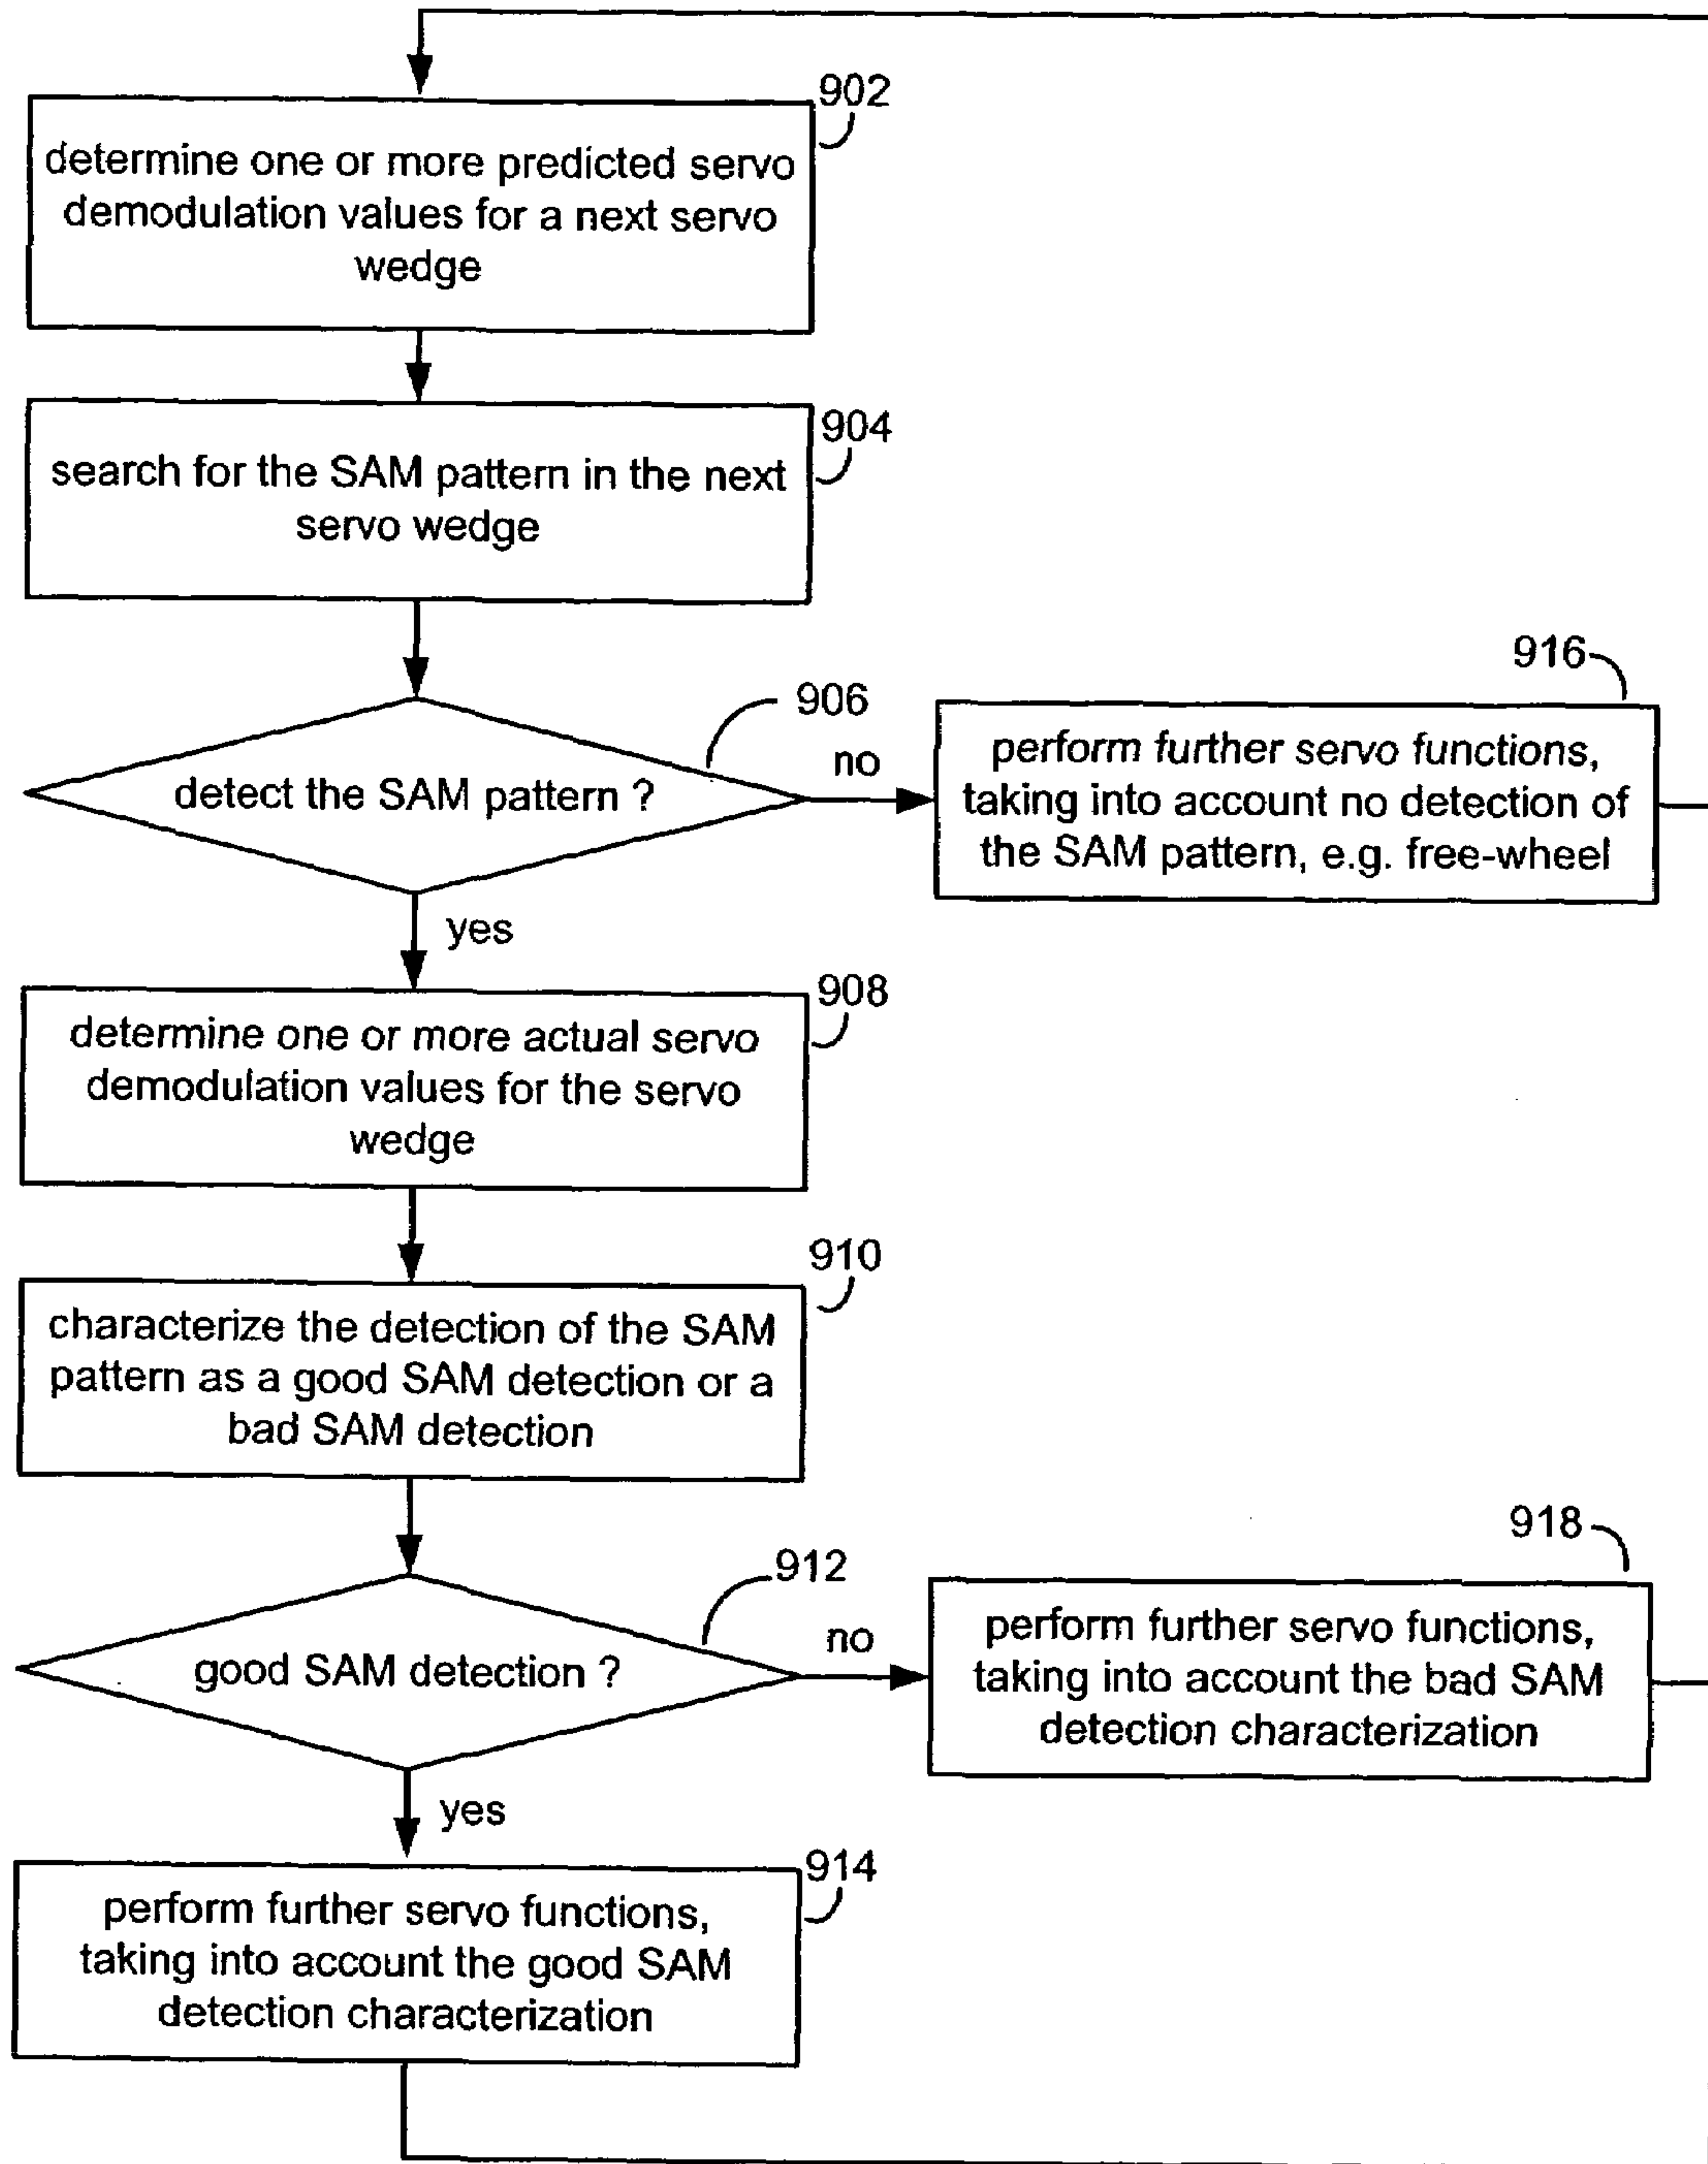 902
determine one or more predicted servo
demodulation values for a next servo
wedge
904
search for the SAM pattern in the next
servo wedge
906
detect the SAM pattern ?
no
916
perform further servo functions,
taking into account no detection of
the SAM pattern, e.g. free-wheel
yes
908
determine one or more actual servo
demodulation values for the servo
wedge
910
characterize the detection of the SAM
pattern as a good SAM detection or a
bad SAM detection
912
good SAM detection ?
no
918
perform further servo functions,
taking into account the bad SAM
detection characterization
yes
914
perform further servo functions,
taking into account the good SAM
detection characterization